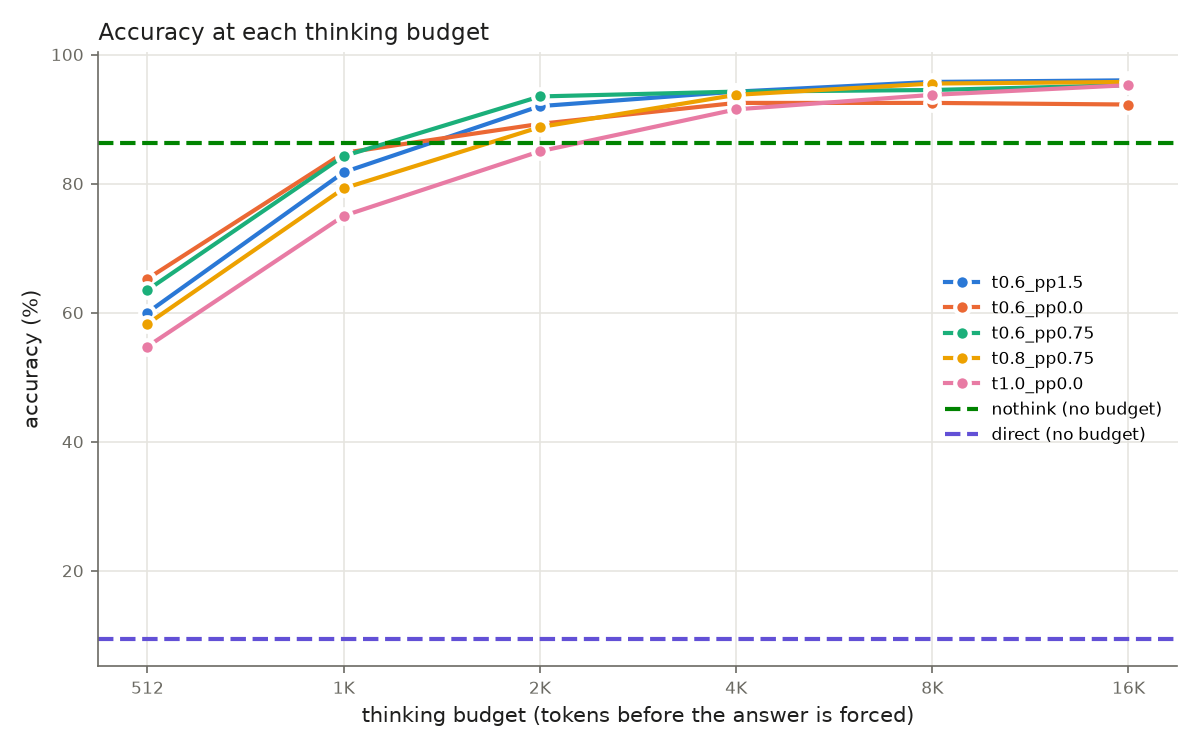 Accuracy at each thinking budget
100
80
60
40
20
accuracy (%)
512
1K
2K
4K
8K
16K
thinking budget (tokens before the answer is forced)
t0.6_pp1.5
t0.6_pp0.0
t0.6_pp0.75
t0.8_pp0.75
t1.0_pp0.0
nothink (no budget)
direct (no budget)